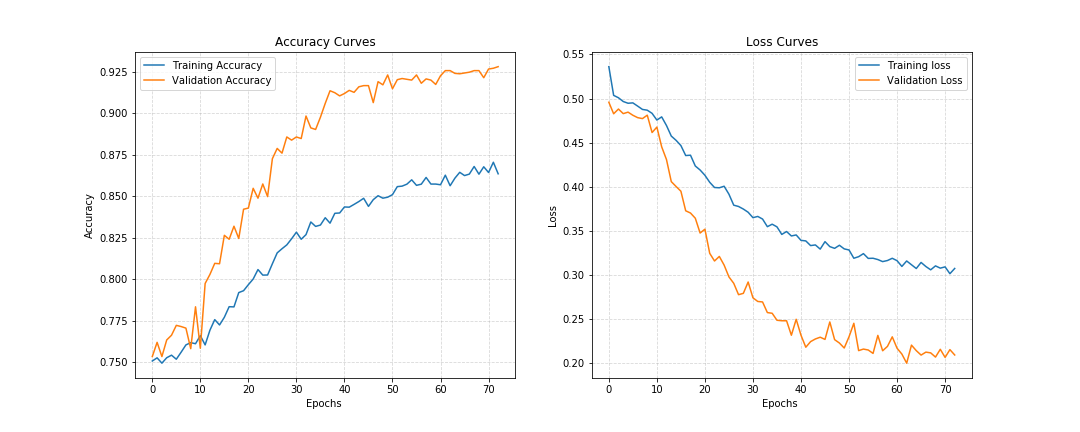 Accuracy Curves
Training Accuracy
Validation Accuracy
0.925
0.900
0.875
0.850
0.825
0.800
0.775
0.750
Accuracy
0 10 20 30 40 50 60 70
Epochs
Loss Curves
Training loss
Validation Loss
0.55
0.50
0.45
0.40
0.35
0.30
0.25
0.20
Loss
0 10 20 30 40 50 60 70
Epochs